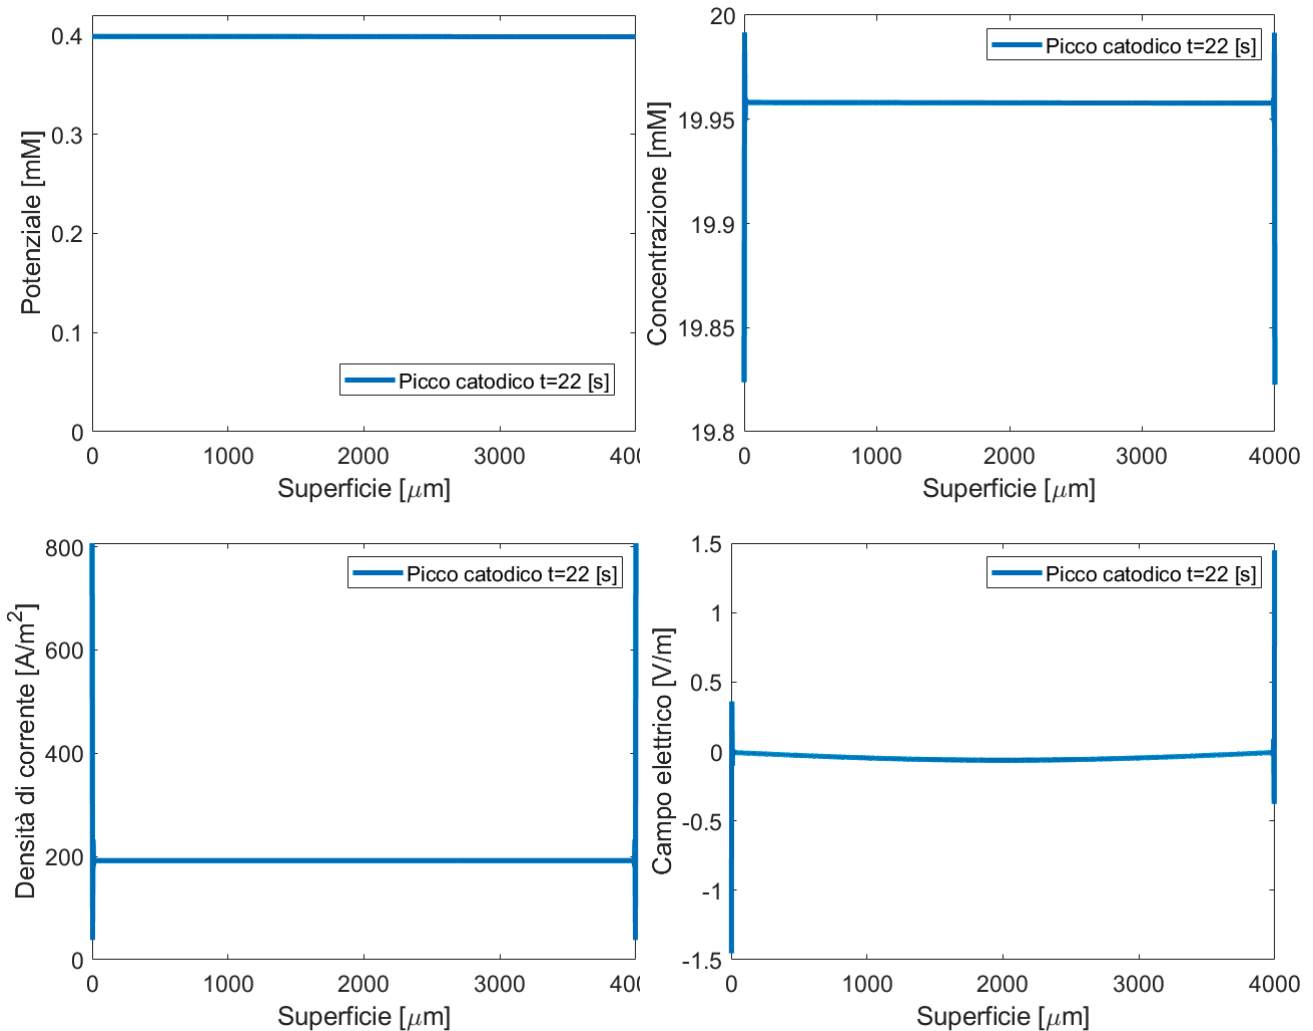 0.4
0.3
0.2
0.1
0
Potenziale [mM]
Picco catodico t=22 [s]
0 1000 2000 3000 400
Superficie [μm]
20
19.95
19.9
19.85
19.8
Concentrazione [mM]
Picco catodico t=22 [s]
0 1000 2000 3000 4000
Superficie [μm]
800
600
400
200
0
Densità di corrente [A/m²]
Picco catodico t=22 [s]
0 1000 2000 3000 400
Superficie [μm]
1.5
1
0.5
0
-0.5
-1
-1.5
Campo elettrico [V/m]
Picco catodico t=22 [s]
0 1000 2000 3000 4000
Superficie [μm]